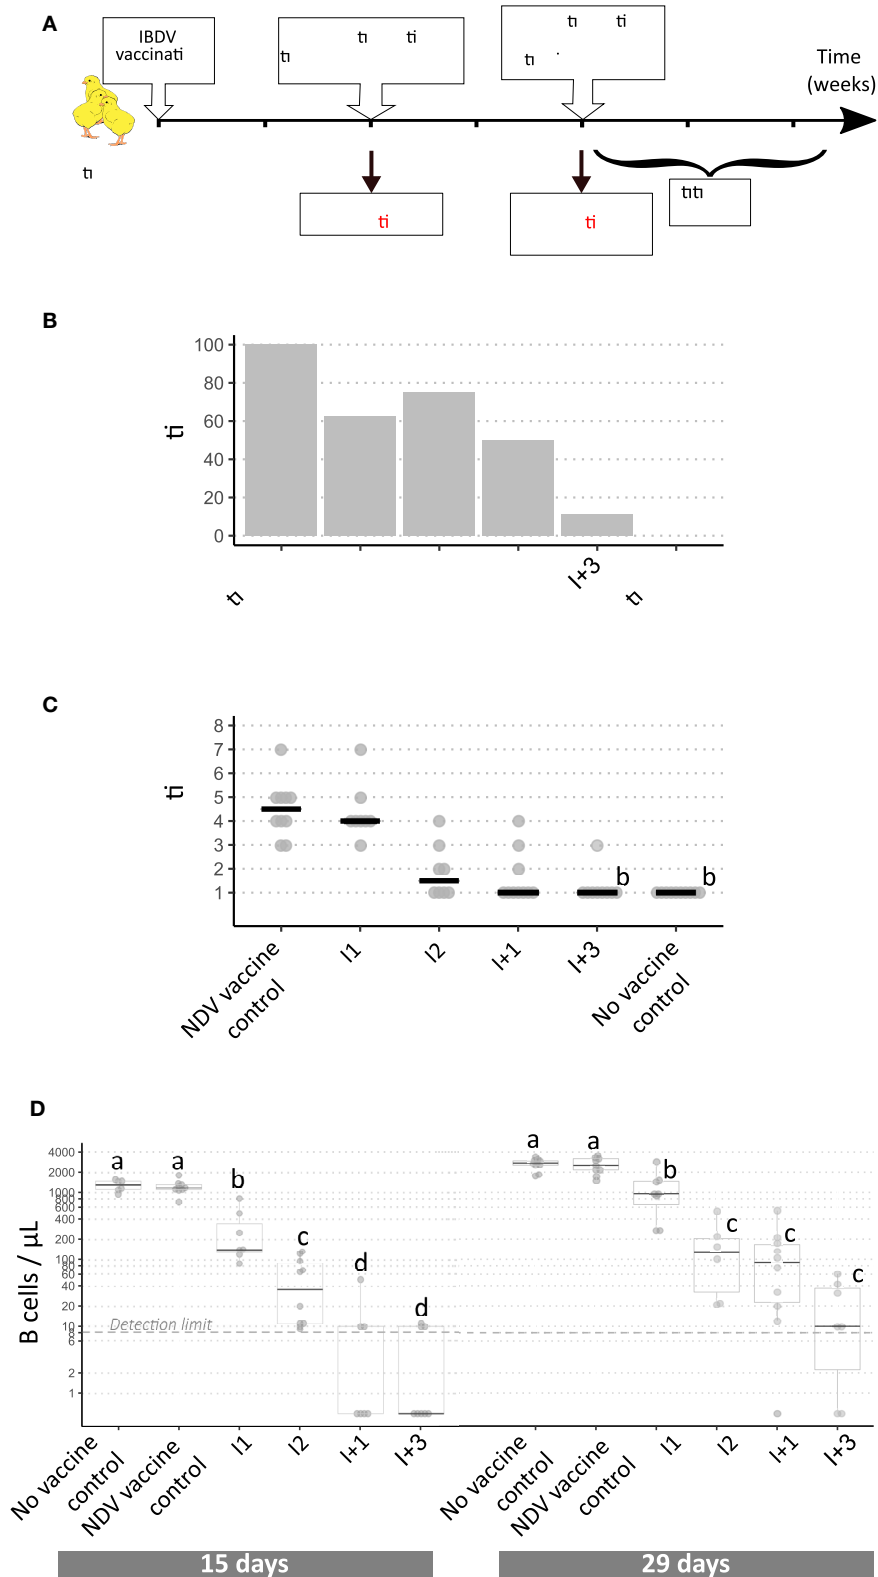 A
IBDV
vaccinati
ti ti
ti
ti ti
ti
Time
(weeks)
ti
ti
ti
titi
B
100
80
60
40
20
0
ti
I+3
ti
ti
C
8
7
6
5
4
3
2
1
ti
b b
NDV vaccine
control
I1
I2
I+1
I+3
No vaccine
control
D
4000
2000
1000
800
600
400
200
100
80
60
40
20
10
8
6
2
1
B cells / µL
Detection limit
a a b c d d
a a b c c c
No vaccine
control
NDV vaccine
control
I1
I2
I+1
I+3
No vaccine
control
NDV vaccine
control
I1
I2
I+1
I+3
15 days
29 days